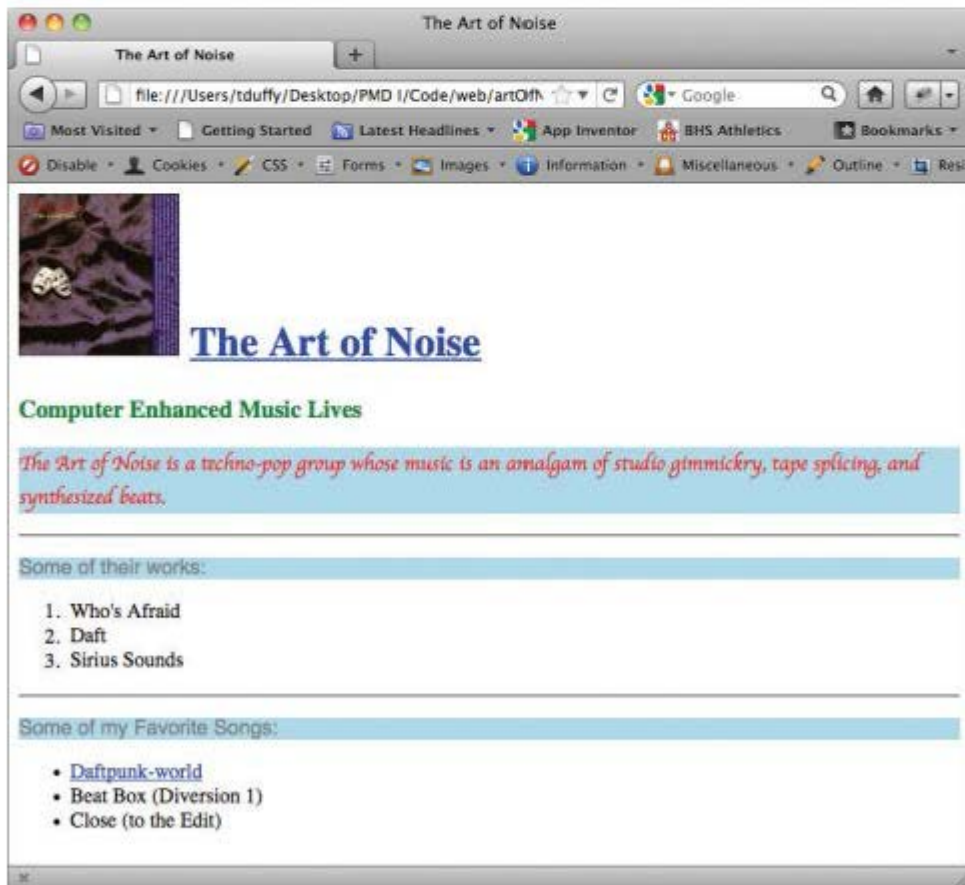 The Art of Noise
The Art of Noise
file:///Users/tduffy/Desktop/PMD I/Code/web/artOfN
Google
Most Visited Getting Started Latest Headlines App Inventor BHS Athletics Bookmarks
Disable Cookies CSS Forms Images Information Miscellaneous Outline Resi
The Art of Noise
Computer Enhanced Music Lives
The Art of Noise is a techno-pop group whose music is an amalgam of studio gimmickry, tape splicing, and
synthesized beats.
Some of their works:
1. Who's Afraid
2. Daft
3. Sirius Sounds
Some of my Favorite Songs:
• Daftpunk-world
• Beat Box (Diversion 1)
• Close (to the Edit)